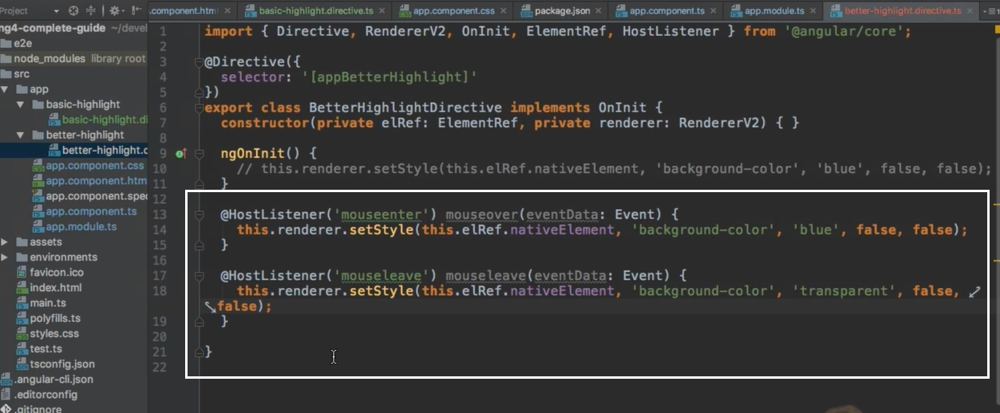 Project
.component.html
basic-highlight.directive.ts
app.component.css
package.json
app.component.ts
app.module.ts
better-highlight.directive.ts
ng4-complete-guide ~/devel
e2e
node_modules library root
src
app
basic-highlight
basic-highlight.di
better-highlight
better-highlight.d
app.component.css
app.component.htm
app.component.spec
app.component.ts
app.module.ts
assets
environments
favicon.ico
index.html
main.ts
polyfills.ts
styles.css
test.ts
tsconfig.json
.angular-cli.json
.editorconfig
.gitignore
1 import { Directive, RendererV2, OnInit, ElementRef, HostListener } from '@angular/core';
2
3 @Directive({
4 selector: '[appBetterHighlight]'
5 })
6 export class BetterHighlightDirective implements OnInit {
7 constructor(private elRef: ElementRef, private renderer: RendererV2) { }
8
9 ngOnInit() {
10 // this.renderer.setStyle(this.elRef.nativeElement, 'background-color', 'blue', false, false);
11 }
12
13 @HostListener('mouseenter') mouseover(eventData: Event) {
14 this.renderer.setStyle(this.elRef.nativeElement, 'background-color', 'blue', false, false);
15 }
16
17 @HostListener('mouseleave') mouseleave(eventData: Event) {
18 this.renderer.setStyle(this.elRef.nativeElement, 'background-color', 'transparent', false,
false);
19 }
20
21 }
22